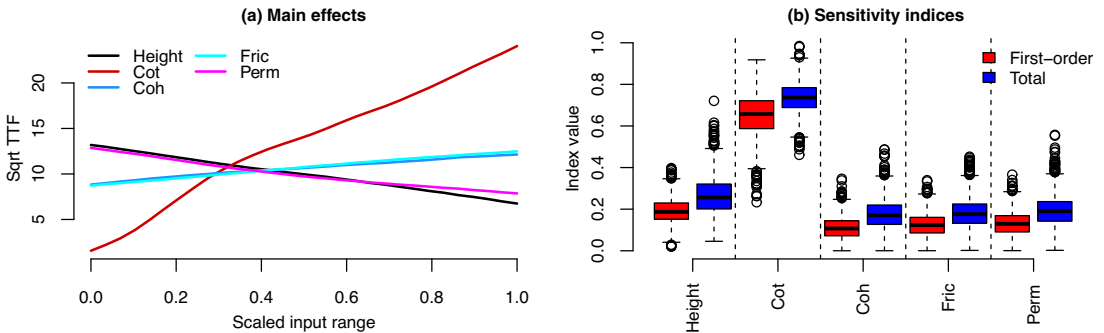 (a) Main effects
Height
Cot
Coh
Fric
Perm
Sqrt TTF
5
10
15
20
0.0 0.2 0.4 0.6 0.8 1.0
Scaled input range
(b) Sensitivity indices
First−order
Total
Index value
0.0
0.2
0.4
0.6
0.8
1.0
Height
Cot
Coh
Fric
Perm